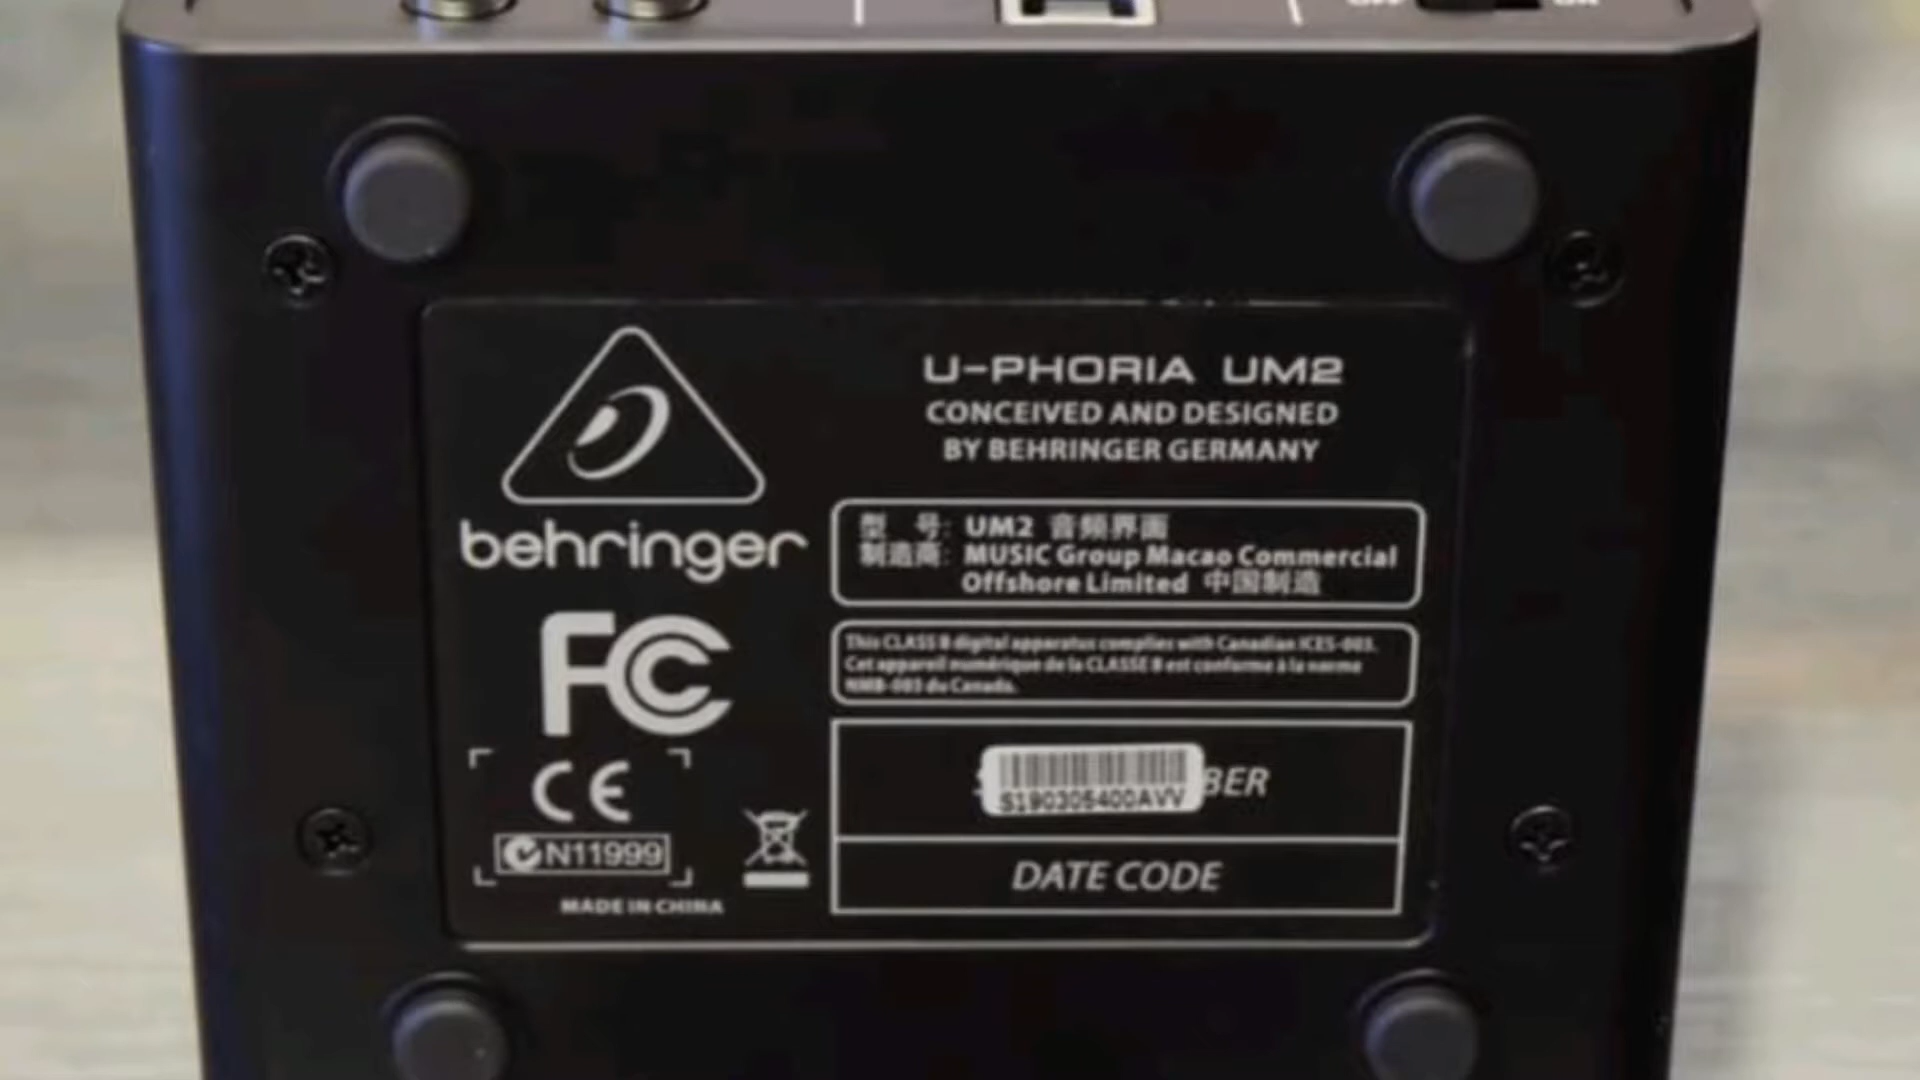 OFF
ON
U-PHORIA UM2
CONCEIVED AND DESIGNED
BY BEHRINGER GERMANY
behringer
型 号: UM2 音频界面
制造商: MUSIC Group Macao Commercial
Offshore Limited 中国制造
FC
This CLASS B digital apparatus complies with Canadian ICES-003.
Cet appareil numérique de la CLASSE B est conforme à la norme
NMB-003 du Canada.
BER
S190305400AVV
CE
N11999
DATE CODE
MADE IN CHINA